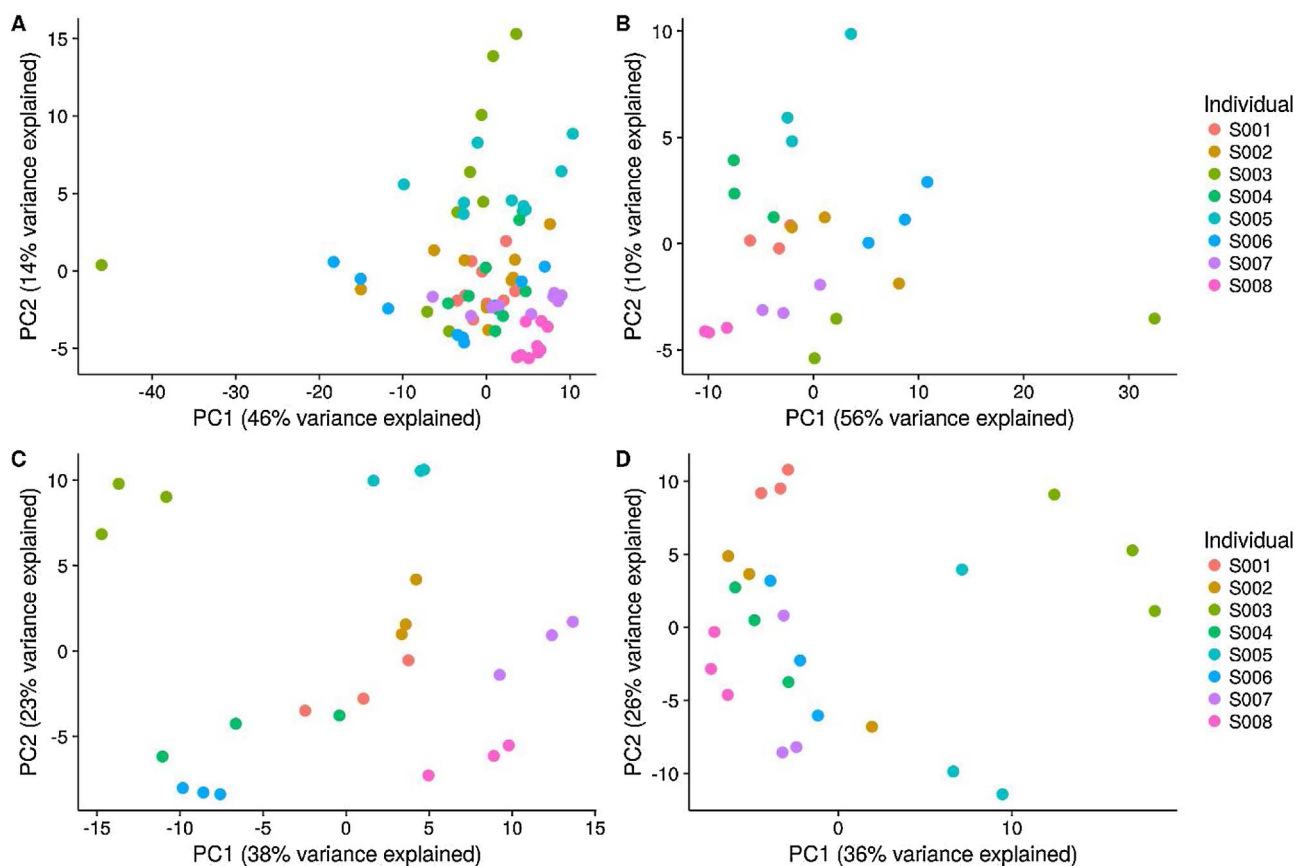 A
PC2 (14% variance explained)
15
10
5
0
-5
-40
-30
-20
-10
0
10
PC1 (46% variance explained)
B
PC2 (10% variance explained)
10
5
0
-5
-10
0
10
20
30
PC1 (56% variance explained)
Individual
S001
S002
S003
S004
S005
S006
S007
S008
C
PC2 (23% variance explained)
10
5
0
-5
-15
-10
-5
0
5
10
15
PC1 (38% variance explained)
D
PC2 (26% variance explained)
10
5
0
-5
-10
0
10
PC1 (36% variance explained)
Individual
S001
S002
S003
S004
S005
S006
S007
S008